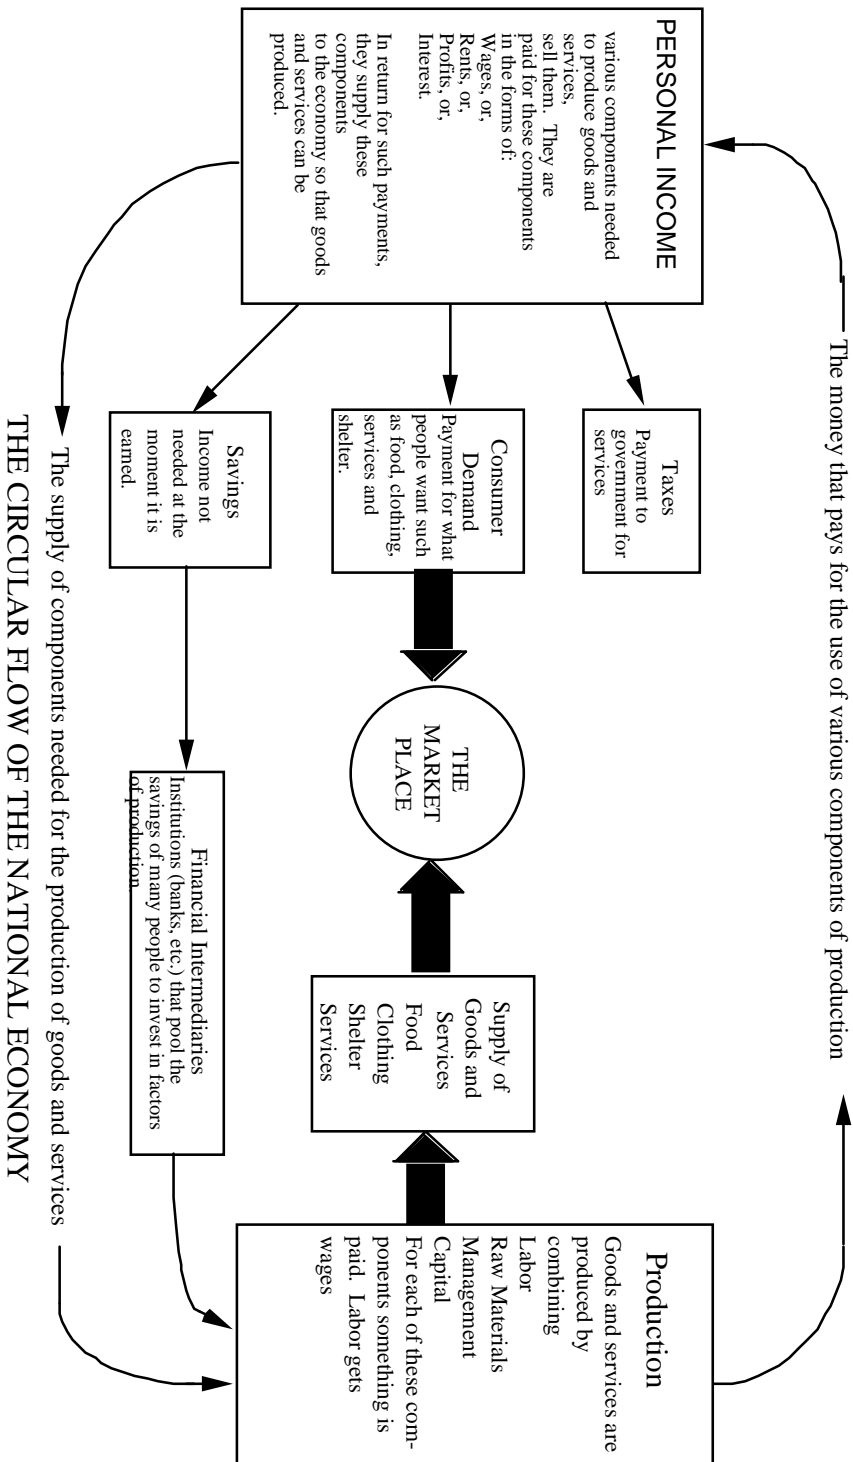 The money that pays for the use of various components of production
PERSONAL INCOME
various components needed
to produce goods and
services,
sell them. They are
paid for these components
in the forms of:
Wages, or,
Rents, or,
Profits, or,
Interest.
In return for such payments,
they supply these
components
to the economy so that goods
and services can be
produced.
Taxes
Payment to
government for
services
Consumer
Demand
Payment for what
people want such
as food, clothing,
services and
shelter.
Savings
Income not
needed at the
moment it is
earned.
THE
MARKET
PLACE
Financial Intermediaries
Institutions (banks, etc.) that pool the
savings of many people to invest in factors
of production.
Supply of
Goods and
Services
Food
Clothing
Shelter
Services
Production
Goods and services are
produced by
combining
Labor
Raw Materials
Management
Capital
For each of these com-
ponents something is
paid. Labor gets
wages
The supply of components needed for the production of goods and services
THE CIRCULAR FLOW OF THE NATIONAL ECONOMY